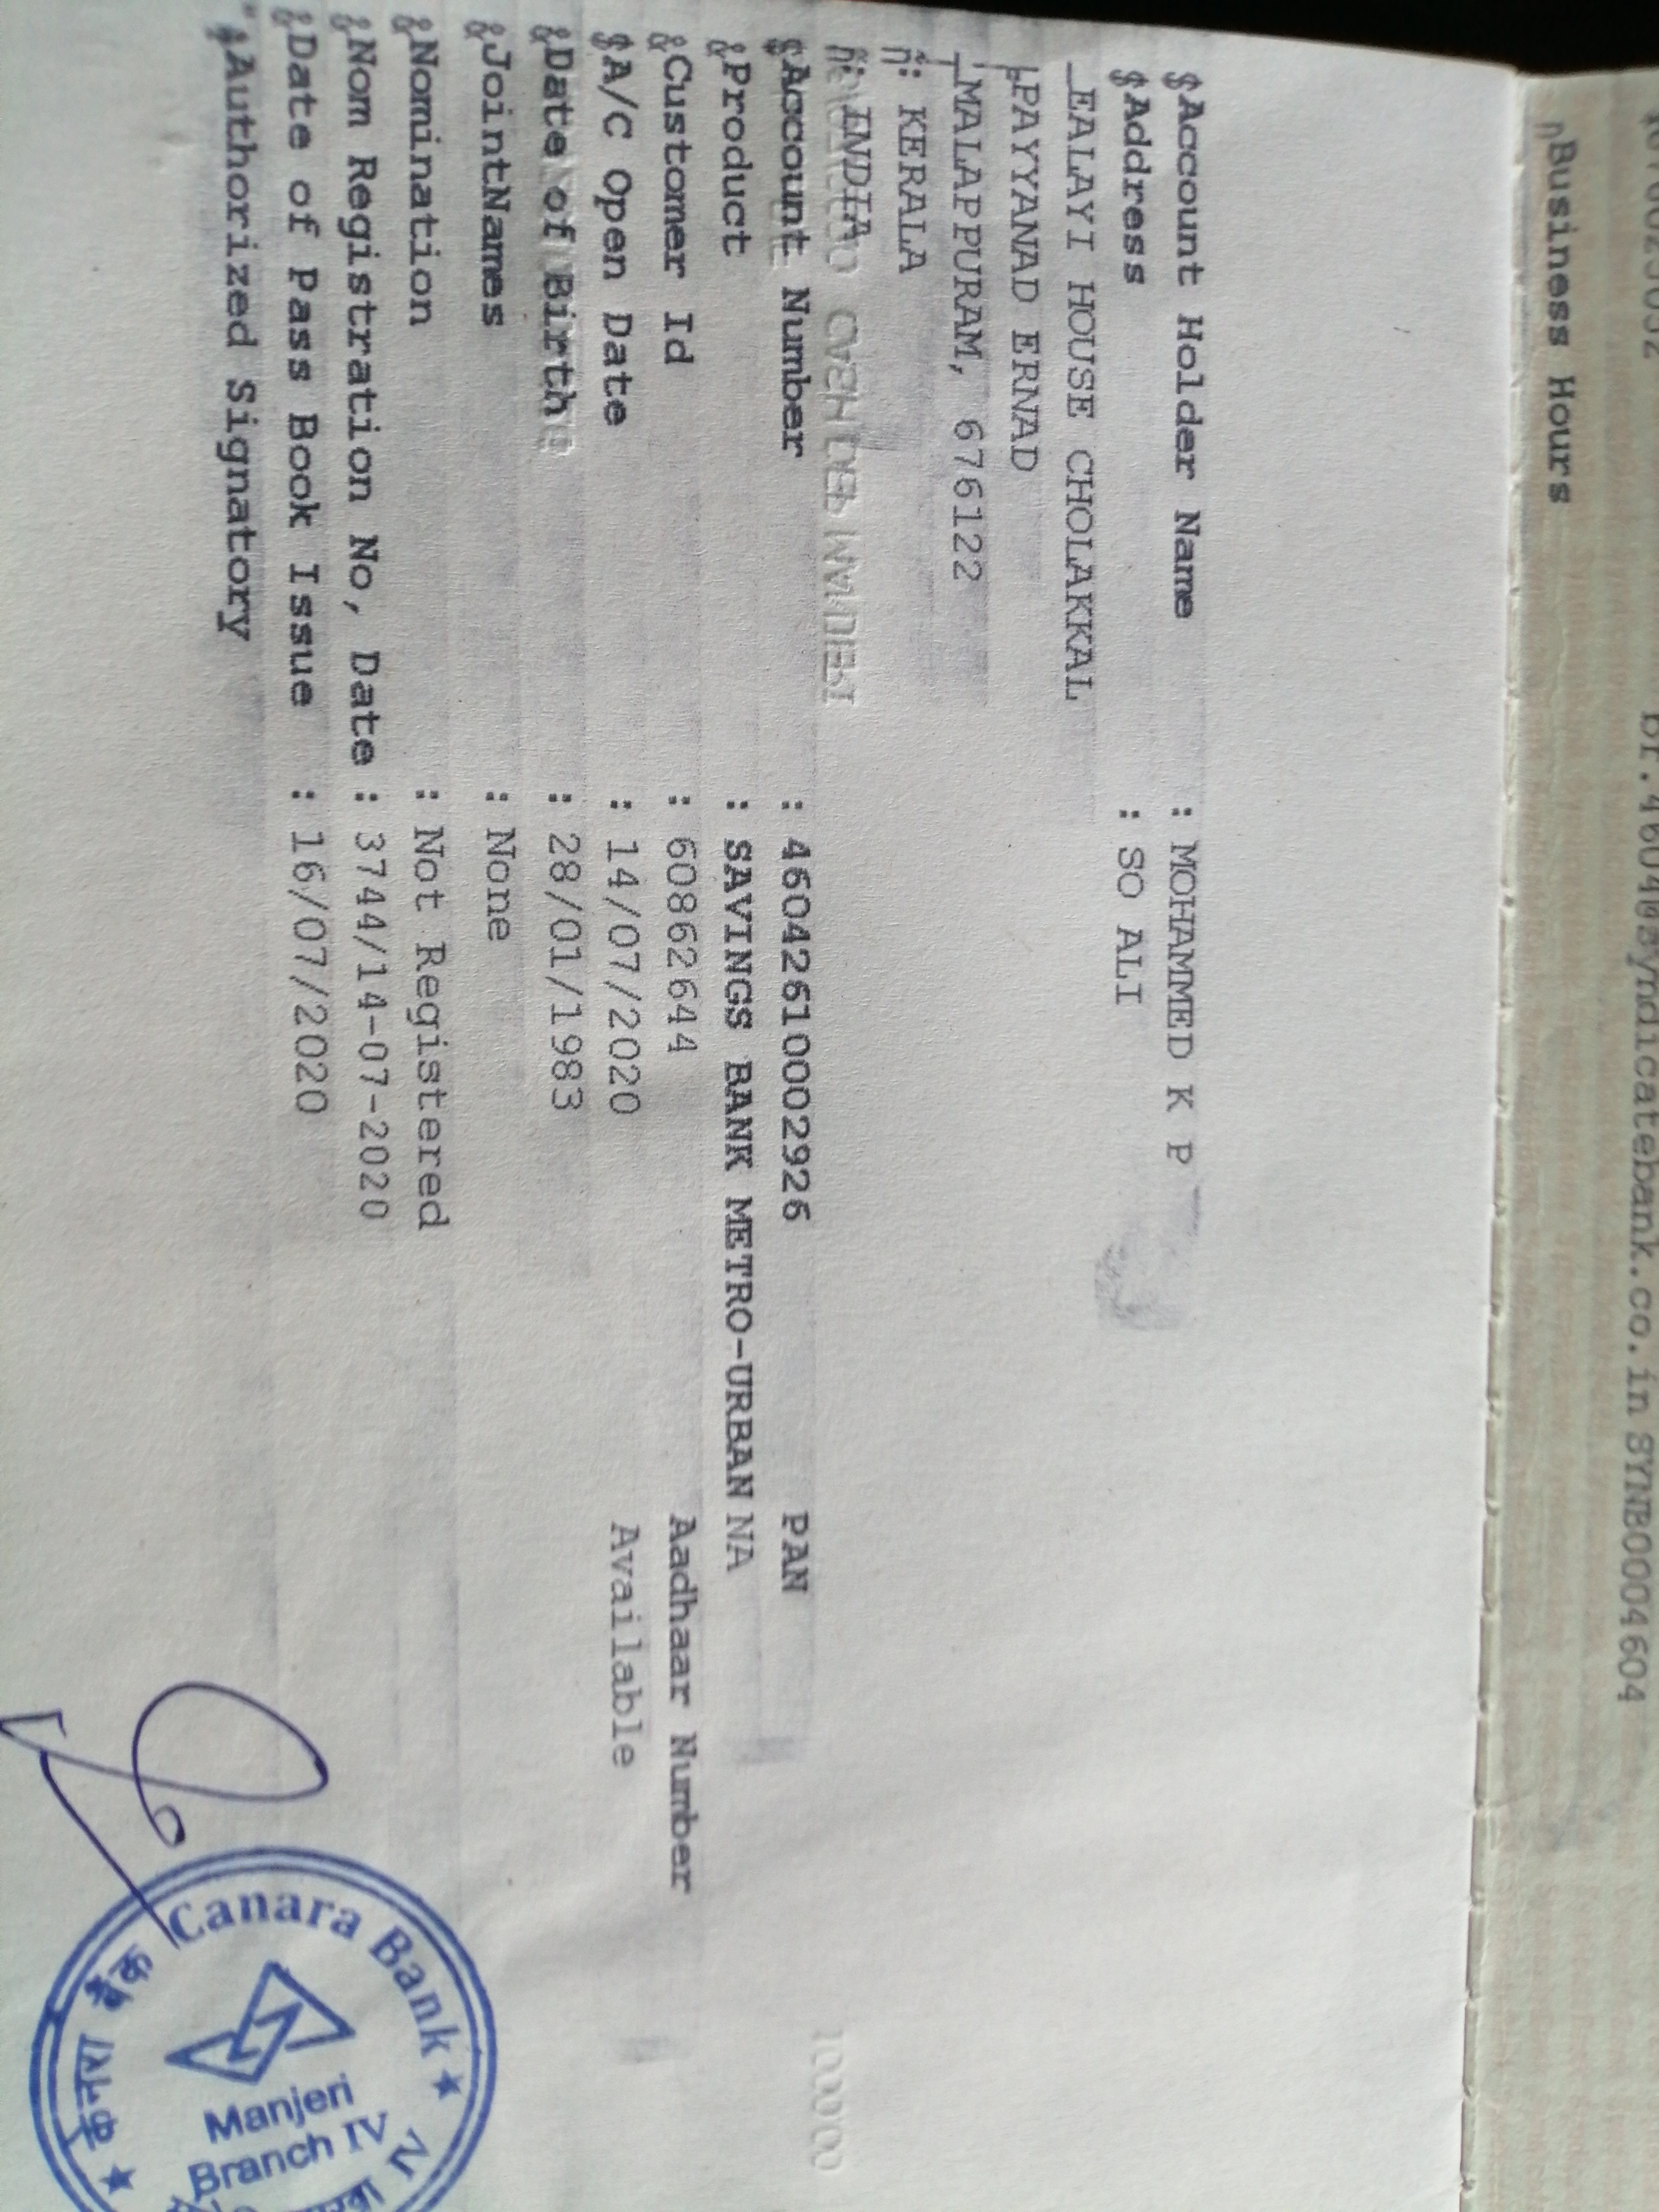 br.4604@syndicatebank.co.in SYNB0004604
Business Hours
$Account Holder Name : MOHAMMED K P
$Address : SO ALI
EALAYI HOUSE CHOLAKKAL
PAYYANAD ERNAD
MALAPPURAM, 676122
: KERALA
: INDIA
$Account Number : 46042610002926 PAN
&Product : SAVINGS BANK METRO-URBAN NA
&Customer Id : 60862644 Aadhaar Number
$A/C Open Date : 14/07/2020 Available
&Date of Birth : 28/01/1983
&JointNames : None
&Nomination : Not Registered
&Nom Registration No, Date : 3744/14-07-2020
&Date of Pass Book Issue : 16/07/2020
Authorized Signatory
केनरा बैंक Canara Bank
Manjeri
Branch IV